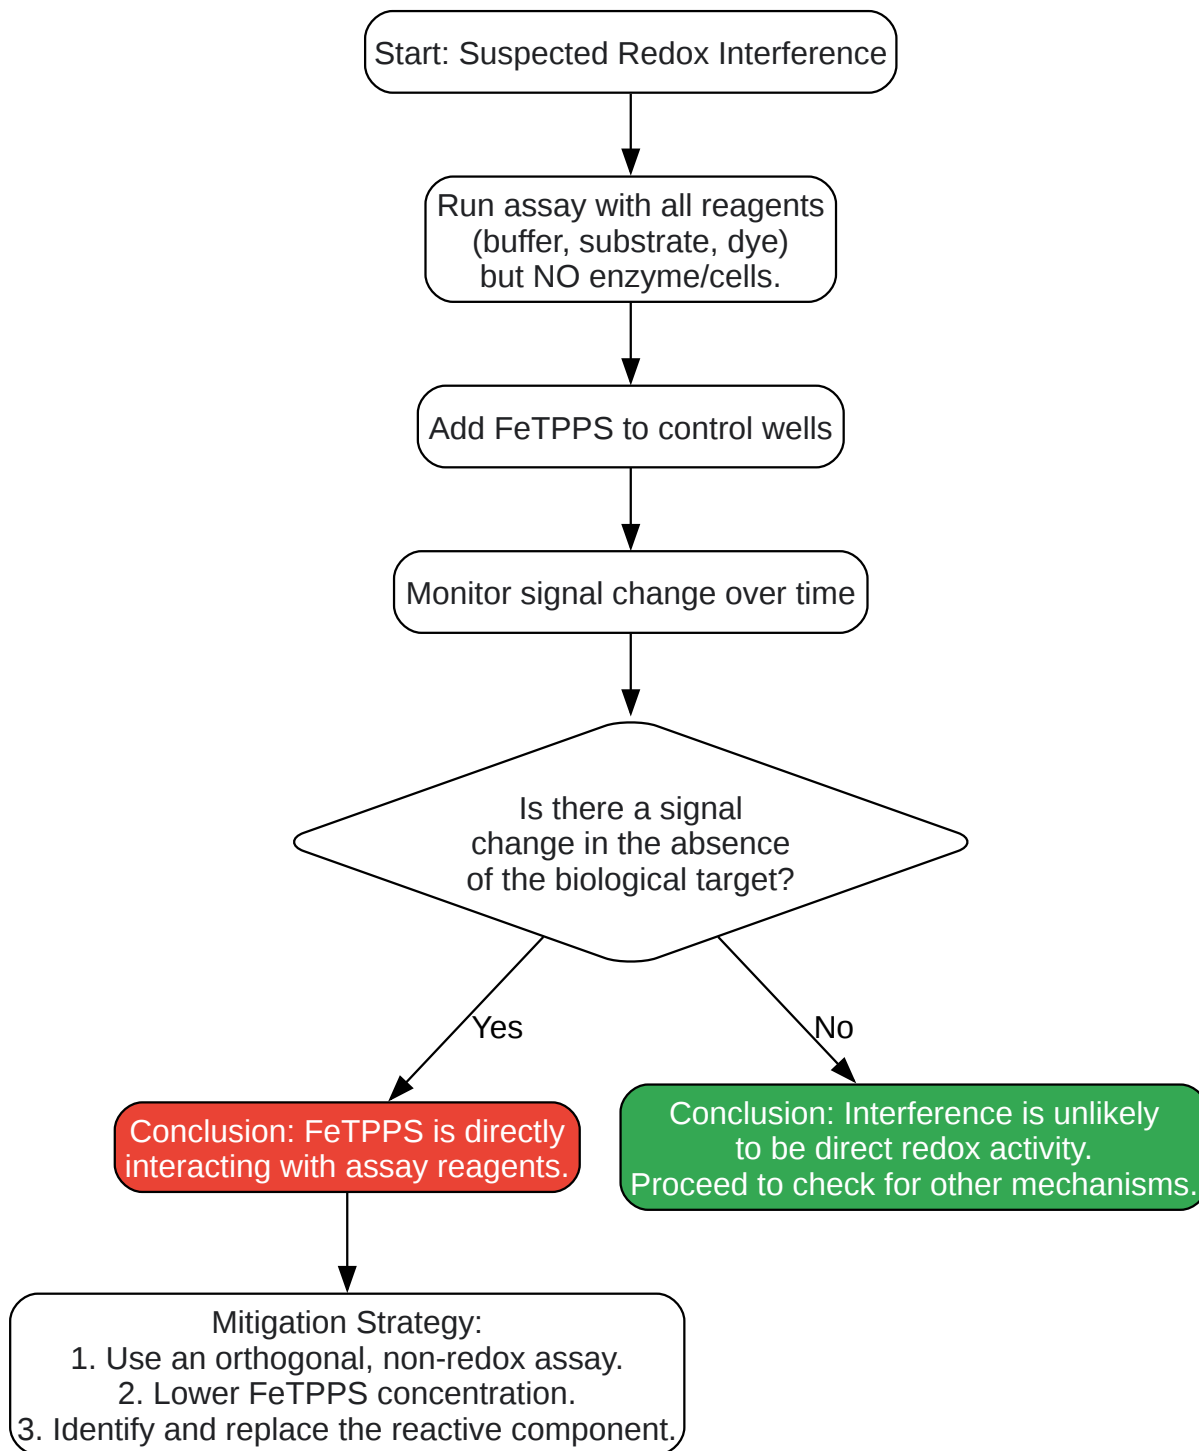 Start: Suspected Redox Interference
Run assay with all reagents
(buffer, substrate, dye)
but NO enzyme/cells.
Add FeTPPS to control wells
Monitor signal change over time
Is there a signal
change in the absence
of the biological target?
Yes
No
Conclusion: FeTPPS is directly
interacting with assay reagents.
Conclusion: Interference is unlikely
to be direct redox activity.
Proceed to check for other mechanisms.
Mitigation Strategy:
1. Use an orthogonal, non-redox assay.
2. Lower FeTPPS concentration.
3. Identify and replace the reactive component.